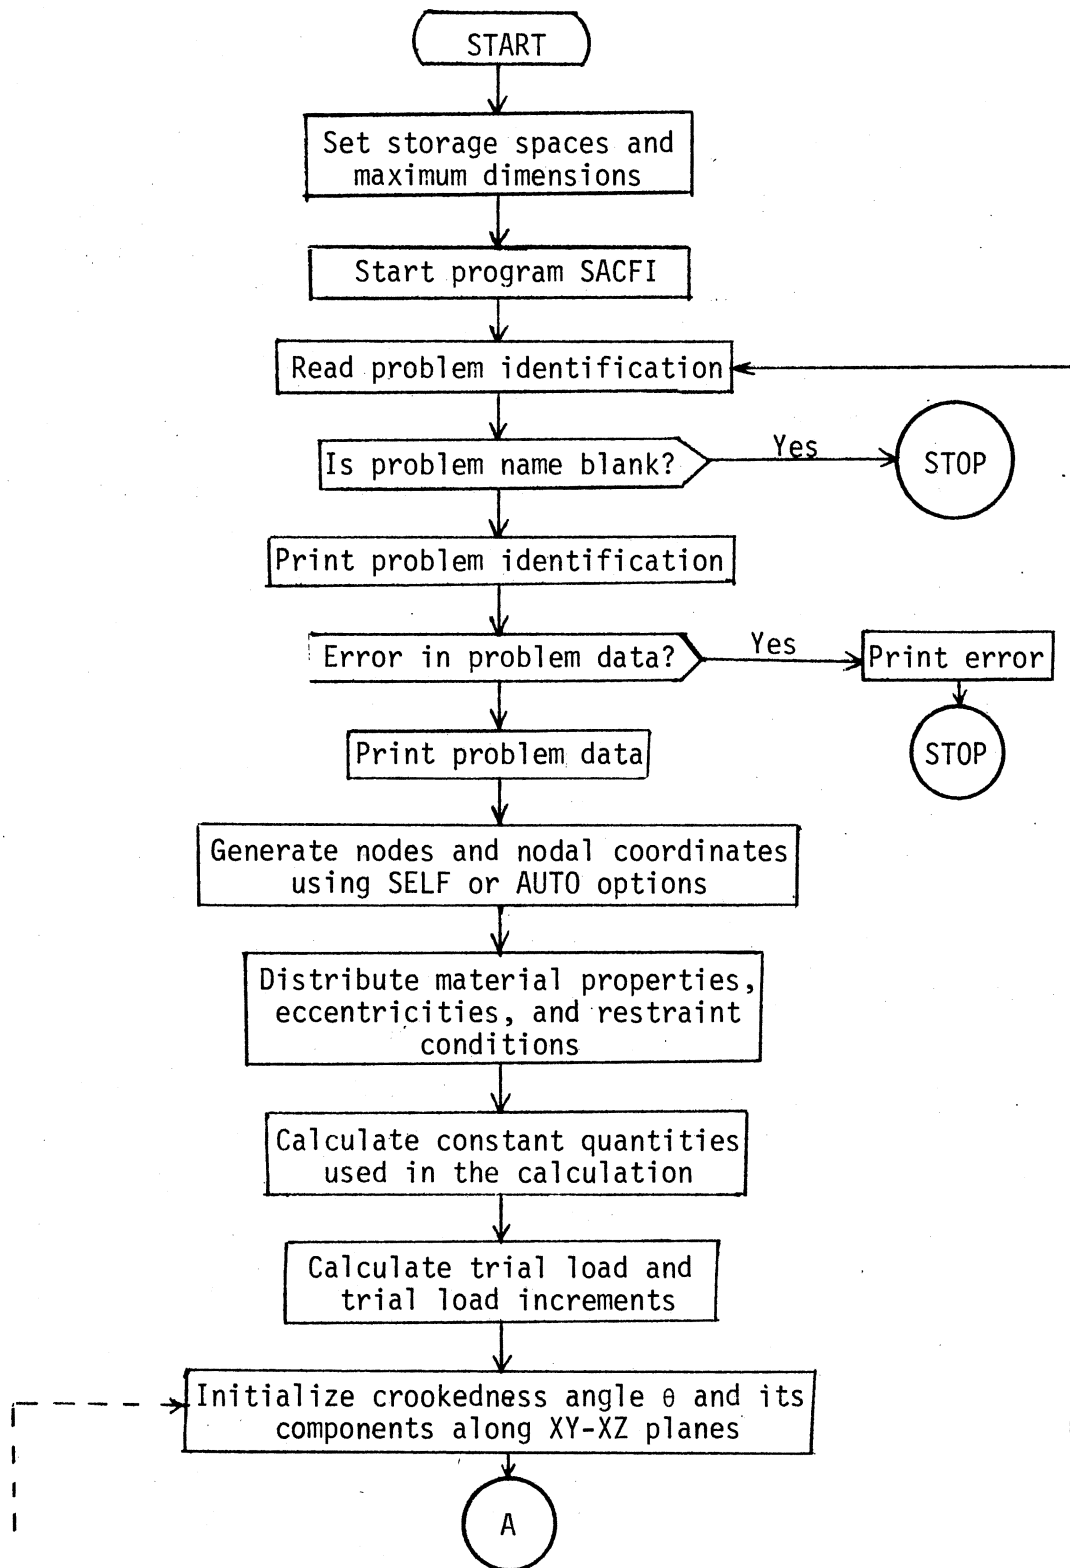 START
Set storage spaces and
maximum dimensions
Start program SACFI
Read problem identification
Is problem name blank?
Yes
STOP
Print problem identification
Error in problem data?
Yes
Print error
STOP
Print problem data
Generate nodes and nodal coordinates
using SELF or AUTO options
Distribute material properties,
eccentricities, and restraint
conditions
Calculate constant quantities
used in the calculation
Calculate trial load and
trial load increments
Initialize crookedness angle θ and its
components along XY-XZ planes
A